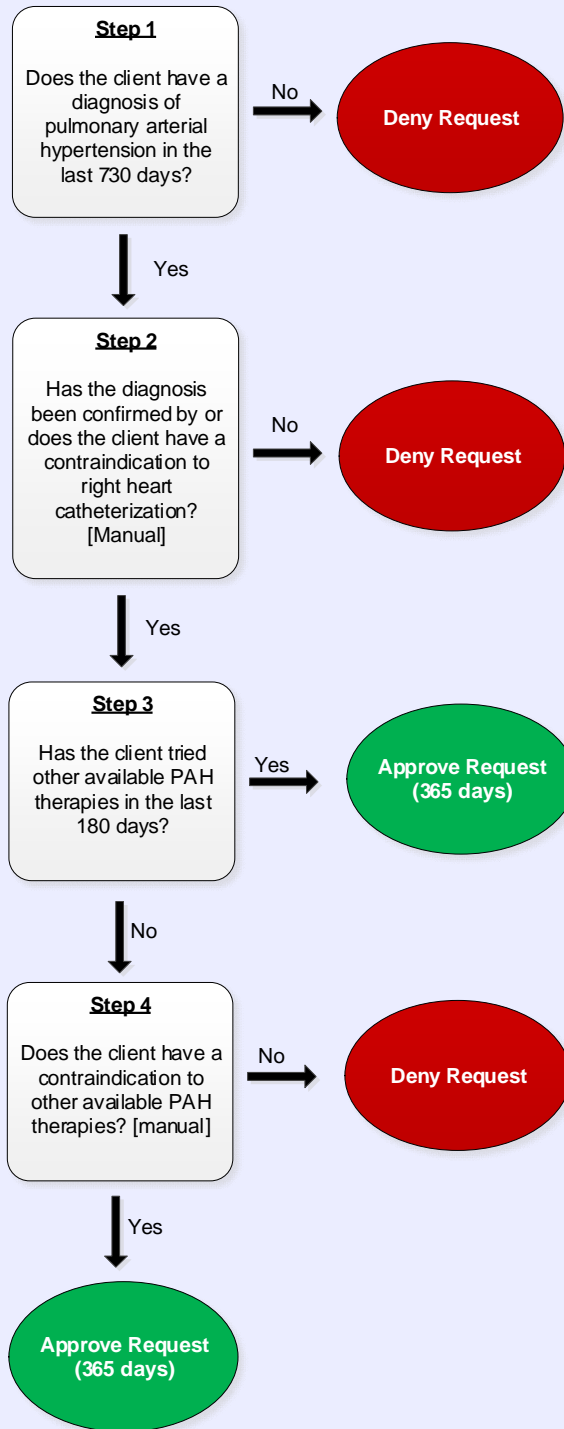 Step 1
Does the client have a
diagnosis of
pulmonary arterial
hypertension in the
last 730 days?
No
Deny Request
Yes
Step 2
Has the diagnosis
been confirmed by or
does the client have a
contraindication to
right heart
catheterization?
[Manual]
No
Deny Request
Yes
Step 3
Has the client tried
other available PAH
therapies in the last
180 days?
Yes
Approve Request
(365 days)
No
Step 4
Does the client have a
contraindication to
other available PAH
therapies? [manual]
No
Deny Request
Yes
Approve Request
(365 days)